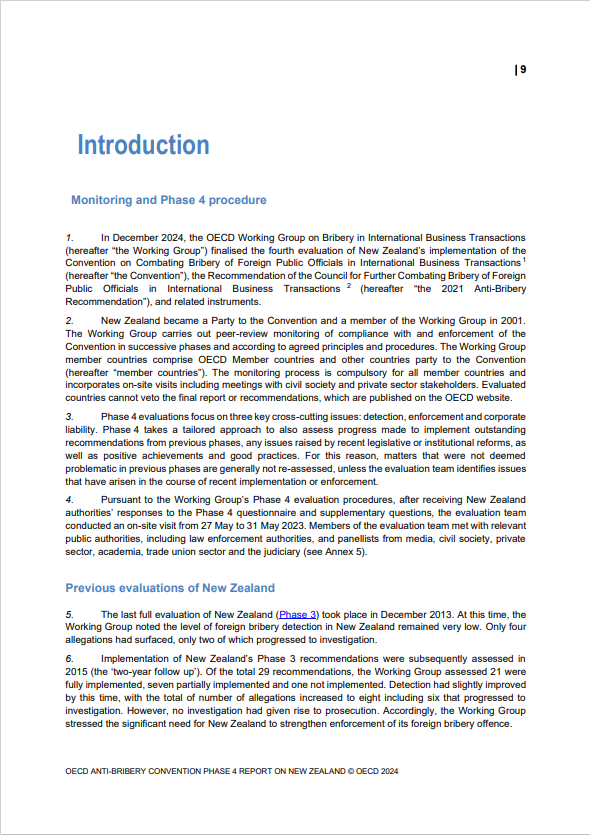 | 9
Introduction
Monitoring and Phase 4 procedure
1. In December 2024, the OECD Working Group on Bribery in International Business Transactions
(hereafter “the Working Group”) finalised the fourth evaluation of New Zealand’s implementation of the
Convention on Combating Bribery of Foreign Public Officials in International Business Transactions 1
(hereafter “the Convention”), the Recommendation of the Council for Further Combating Bribery of Foreign
Public Officials in International Business Transactions 2 (hereafter “the 2021 Anti-Bribery
Recommendation”), and related instruments.
2. New Zealand became a Party to the Convention and a member of the Working Group in 2001.
The Working Group carries out peer-review monitoring of compliance with and enforcement of the
Convention in successive phases and according to agreed principles and procedures. The Working Group
member countries comprise OECD Member countries and other countries party to the Convention
(hereafter “member countries”). The monitoring process is compulsory for all member countries and
incorporates on-site visits including meetings with civil society and private sector stakeholders. Evaluated
countries cannot veto the final report or recommendations, which are published on the OECD website.
3. Phase 4 evaluations focus on three key cross-cutting issues: detection, enforcement and corporate
liability. Phase 4 takes a tailored approach to also assess progress made to implement outstanding
recommendations from previous phases, any issues raised by recent legislative or institutional reforms, as
well as positive achievements and good practices. For this reason, matters that were not deemed
problematic in previous phases are generally not re-assessed, unless the evaluation team identifies issues
that have arisen in the course of recent implementation or enforcement.
4. Pursuant to the Working Group’s Phase 4 evaluation procedures, after receiving New Zealand
authorities’ responses to the Phase 4 questionnaire and supplementary questions, the evaluation team
conducted an on-site visit from 27 May to 31 May 2023. Members of the evaluation team met with relevant
public authorities, including law enforcement authorities, and panellists from media, civil society, private
sector, academia, trade union sector and the judiciary (see Annex 5).
Previous evaluations of New Zealand
5. The last full evaluation of New Zealand (Phase 3) took place in December 2013. At this time, the
Working Group noted the level of foreign bribery detection in New Zealand remained very low. Only four
allegations had surfaced, only two of which progressed to investigation.
6. Implementation of New Zealand’s Phase 3 recommendations were subsequently assessed in
2015 (the ‘two-year follow up’). Of the total 29 recommendations, the Working Group assessed 21 were
fully implemented, seven partially implemented and one not implemented. Detection had slightly improved
by this time, with the total of number of allegations increased to eight including six that progressed to
investigation. However, no investigation had given rise to prosecution. Accordingly, the Working Group
stressed the significant need for New Zealand to strengthen enforcement of its foreign bribery offence.
OECD ANTI-BRIBERY CONVENTION PHASE 4 REPORT ON NEW ZEALAND © OECD 2024